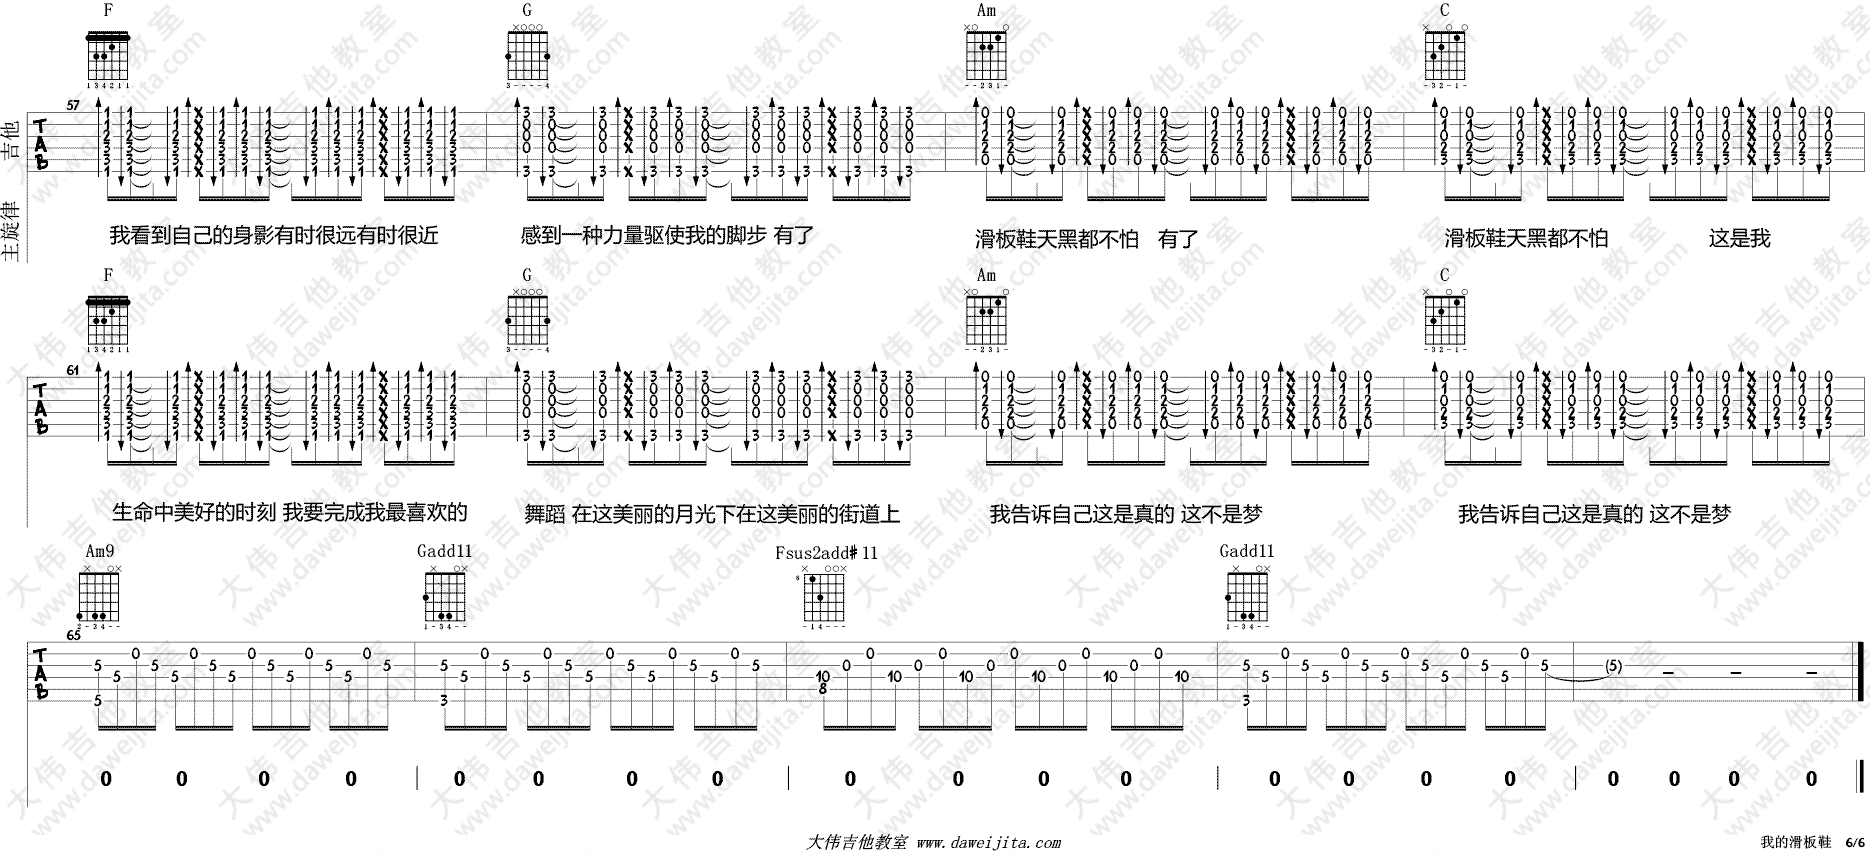 F G Am C
吉他
主旋律
57
TAB
我看到自己的身影有时很远有时很近 感到一种力量驱使我的脚步 有了 滑板鞋天黑都不怕 有了 滑板鞋天黑都不怕 这是我
F G Am C
61
TAB
生命中美好的时刻 我要完成我最喜欢的 舞蹈 在这美丽的月光下在这美丽的街道上 我告诉自己这是真的 这不是梦 我告诉自己这是真的 这不是梦
Am9 Gadd11 Fsus2add#11 Gadd11
65
TAB
0 0 0 0 0 0 0 0 0 0 0 0 0 0 0 0 0 0 0 0
大伟吉他教室 www.daweijita.com
我的滑板鞋 6/6